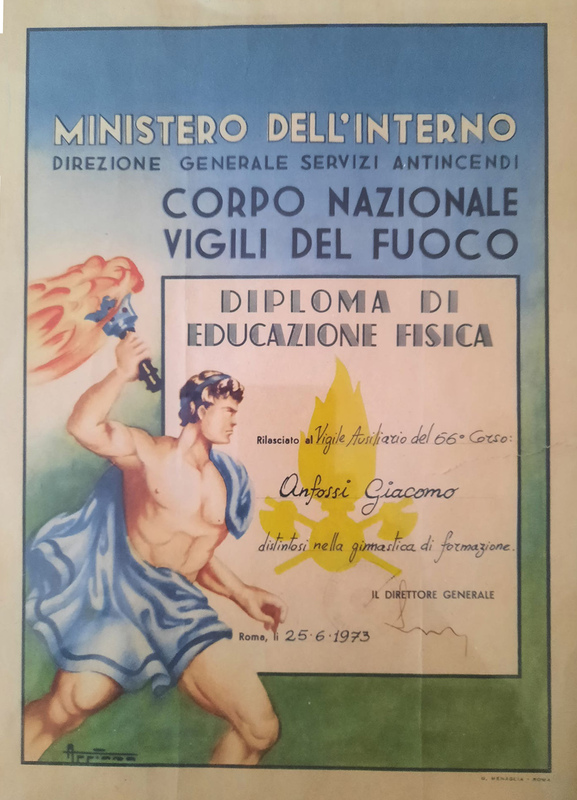 MINISTERO DELL'INTERNO
DIREZIONE GENERALE SERVIZI ANTINCENDI
CORPO NAZIONALE
VIGILI DEL FUOCO
DIPLOMA DI
EDUCAZIONE FISICA
Rilasciato al Vigile Ausiliario del 66° Corso:
Anfossi Giacomo
distintosi nella ginnastica di formazione.
IL DIRETTORE GENERALE
Roma, li 25·6·1973
ROMA